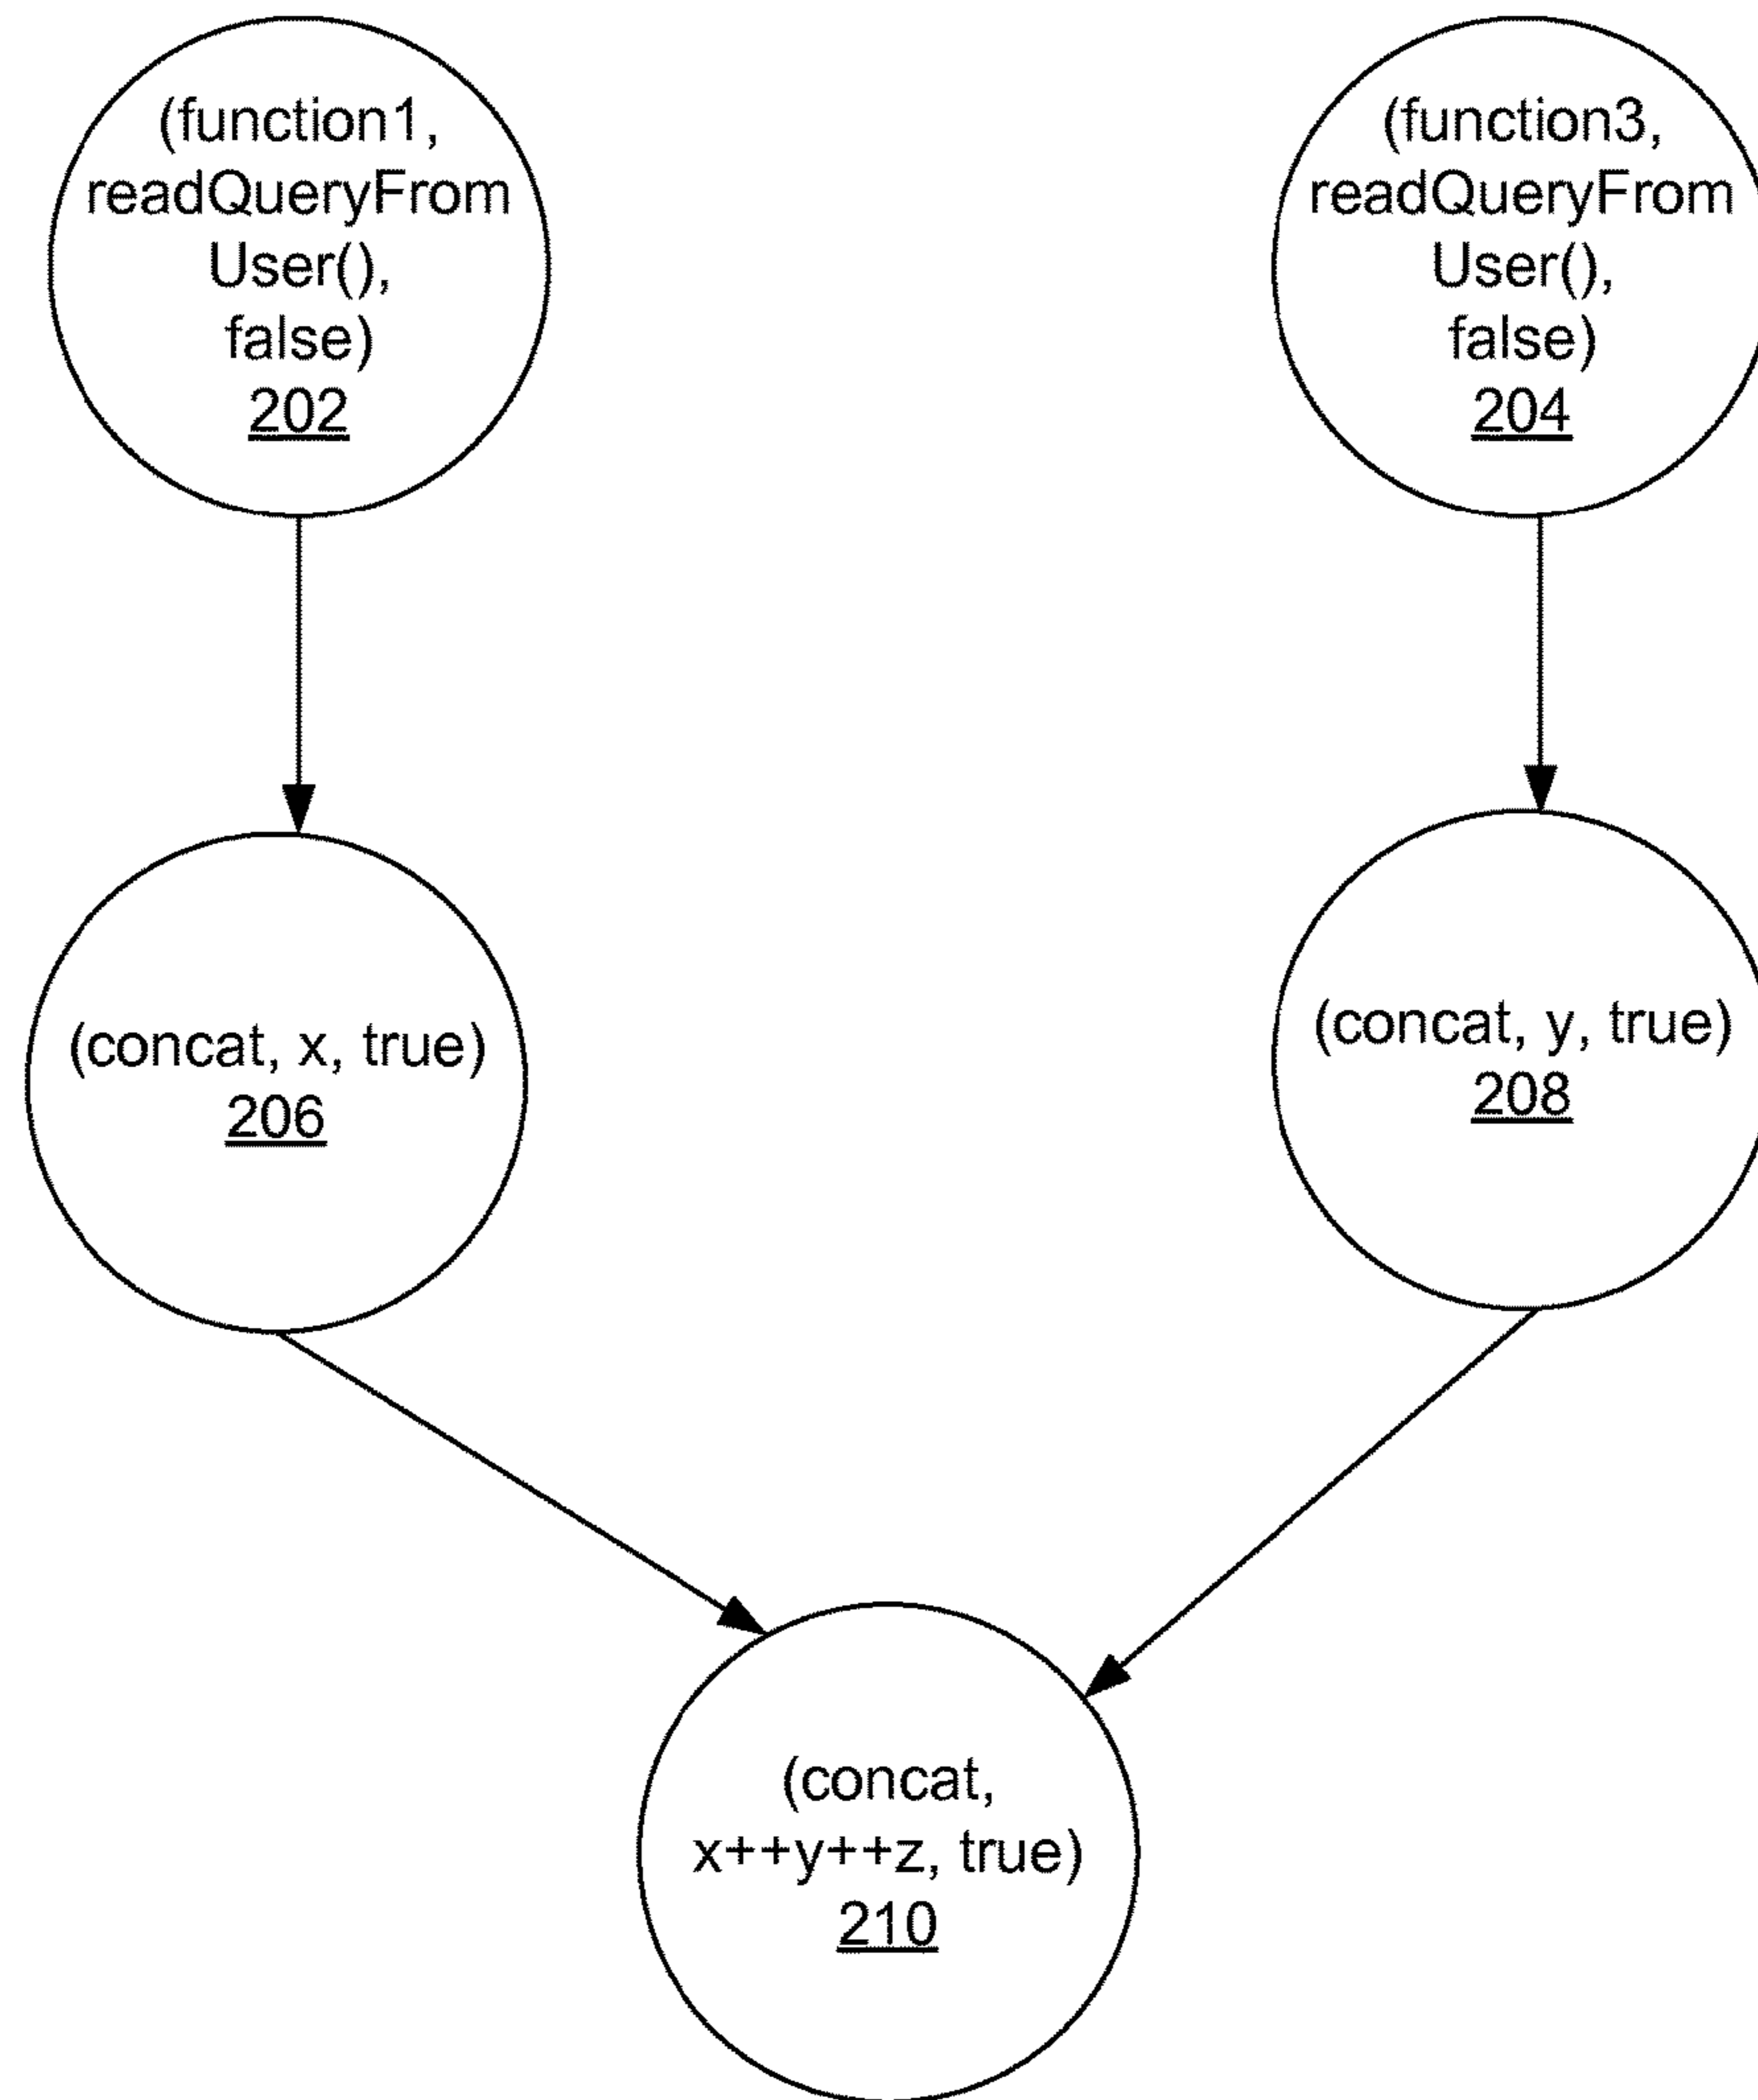 (function1,
readQueryFrom
User(),
false)
202
(function3,
readQueryFrom
User(),
false)
204
(concat, x, true)
206
(concat, y, true)
208
(concat,
x++y++z, true)
210